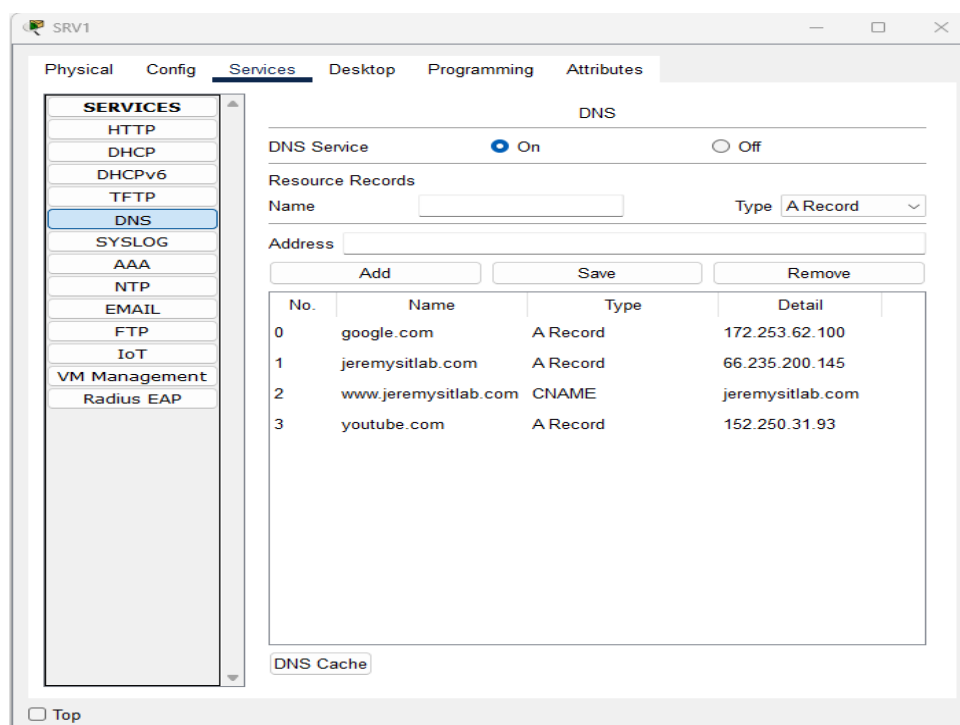 SRV1
Physical Config Services Desktop Programming Attributes
SERVICES
HTTP
DHCP
DHCPv6
TFTP
DNS
SYSLOG
AAA
NTP
EMAIL
FTP
IoT
VM Management
Radius EAP
DNS
DNS Service On Off
Resource Records
Name Type A Record
Address
Add Save Remove
No. Name Type Detail
0 google.com A Record 172.253.62.100
1 jeremysitlab.com A Record 66.235.200.145
2 www.jeremysitlab.com CNAME jeremysitlab.com
3 youtube.com A Record 152.250.31.93
DNS Cache
Top